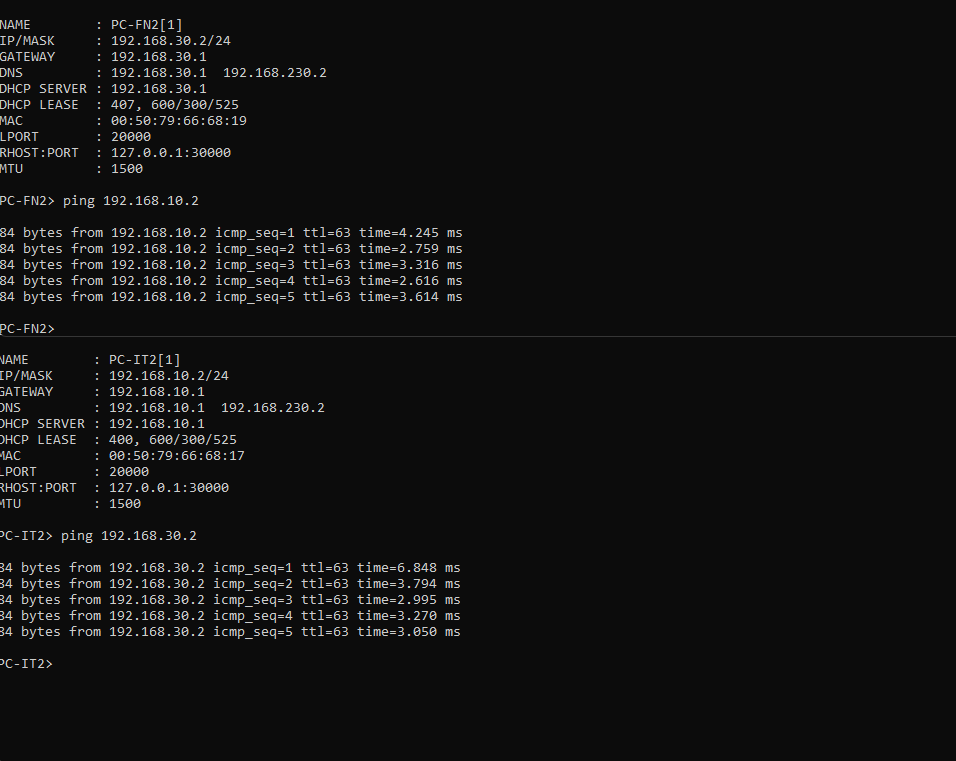 NAME        : PC-FN2[1]
IP/MASK     : 192.168.30.2/24
GATEWAY     : 192.168.30.1
DNS         : 192.168.30.1  192.168.230.2
DHCP SERVER : 192.168.30.1
DHCP LEASE  : 407, 600/300/525
MAC         : 00:50:79:66:68:19
LPORT       : 20000
RHOST:PORT  : 127.0.0.1:30000
MTU         : 1500
PC-FN2> ping 192.168.10.2
84 bytes from 192.168.10.2 icmp_seq=1 ttl=63 time=4.245 ms
84 bytes from 192.168.10.2 icmp_seq=2 ttl=63 time=2.759 ms
84 bytes from 192.168.10.2 icmp_seq=3 ttl=63 time=3.316 ms
84 bytes from 192.168.10.2 icmp_seq=4 ttl=63 time=2.616 ms
84 bytes from 192.168.10.2 icmp_seq=5 ttl=63 time=3.614 ms
PC-FN2>
NAME        : PC-IT2[1]
IP/MASK     : 192.168.10.2/24
GATEWAY     : 192.168.10.1
DNS         : 192.168.10.1  192.168.230.2
DHCP SERVER : 192.168.10.1
DHCP LEASE  : 400, 600/300/525
MAC         : 00:50:79:66:68:17
LPORT       : 20000
RHOST:PORT  : 127.0.0.1:30000
MTU         : 1500
PC-IT2> ping 192.168.30.2
84 bytes from 192.168.30.2 icmp_seq=1 ttl=63 time=6.848 ms
84 bytes from 192.168.30.2 icmp_seq=2 ttl=63 time=3.794 ms
84 bytes from 192.168.30.2 icmp_seq=3 ttl=63 time=2.995 ms
84 bytes from 192.168.30.2 icmp_seq=4 ttl=63 time=3.270 ms
84 bytes from 192.168.30.2 icmp_seq=5 ttl=63 time=3.050 ms
PC-IT2>